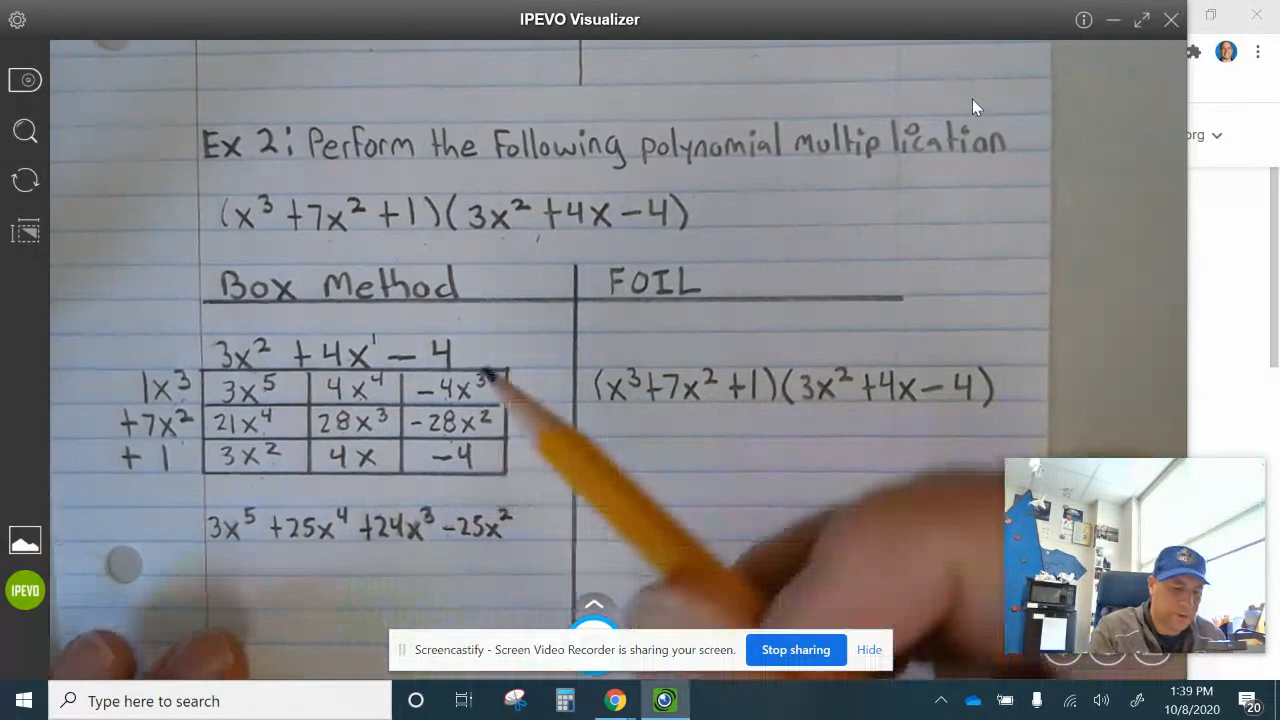 IPEVO Visualizer
org
Ex 2: Perform the Following polynomial multiplication
(x³ +7x² +1)(3x² +4x -4)
Box Method
FOIL
3x² +4x¹ - 4
1x³ 3x⁵ 4x⁴ -4x³
(x³+7x² +1)(3x² +4x - 4)
+7x² 21x⁴ 28x³ -28x²
+ 1 3x² 4x -4
3x⁵ +25x⁴ +24x³ -25x²
IPEVO
Screencastify - Screen Video Recorder is sharing your screen.
Stop sharing
Hide
Type here to search
1:39 PM
10/8/2020
20